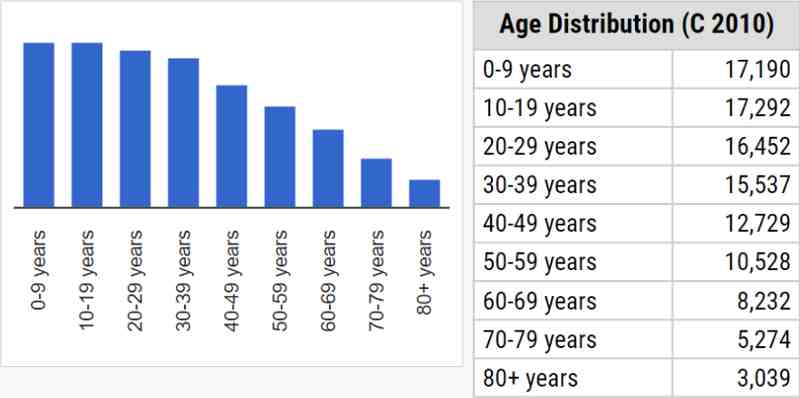 0-9 years
10-19 years
20-29 years
30-39 years
40-49 years
50-59 years
60-69 years
70-79 years
80+ years
Age Distribution (C 2010)
0-9 years 17,190
10-19 years 17,292
20-29 years 16,452
30-39 years 15,537
40-49 years 12,729
50-59 years 10,528
60-69 years 8,232
70-79 years 5,274
80+ years 3,039